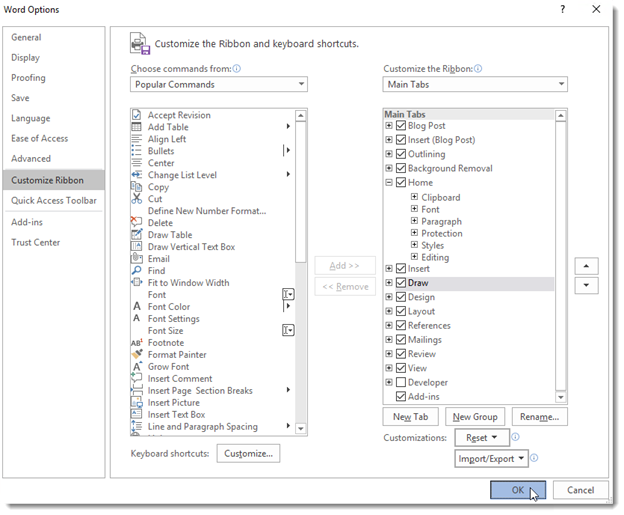 Word Options
?
General
Display
Proofing
Save
Language
Ease of Access
Advanced
Customize Ribbon
Quick Access Toolbar
Add-ins
Trust Center
Customize the Ribbon and keyboard shortcuts.
Choose commands from:
Popular Commands
Accept Revision
Add Table
Align Left
Bullets
Center
Change List Level
Copy
Cut
Define New Number Format...
Delete
Draw Table
Draw Vertical Text Box
Email
Find
Fit to Window Width
Font
Font Color
Font Settings
Font Size
Footnote
Format Painter
Grow Font
Insert Comment
Insert Page Section Breaks
Insert Picture
Insert Text Box
Line and Paragraph Spacing
Keyboard shortcuts: Customize...
Add >>
<< Remove
Customize the Ribbon:
Main Tabs
Main Tabs
Blog Post
Insert (Blog Post)
Outlining
Background Removal
Home
Clipboard
Font
Paragraph
Protection
Styles
Editing
Insert
Draw
Design
Layout
References
Mailings
Review
View
Developer
Add-ins
New Tab New Group Rename...
Customizations: Reset
Import/Export
OK Cancel